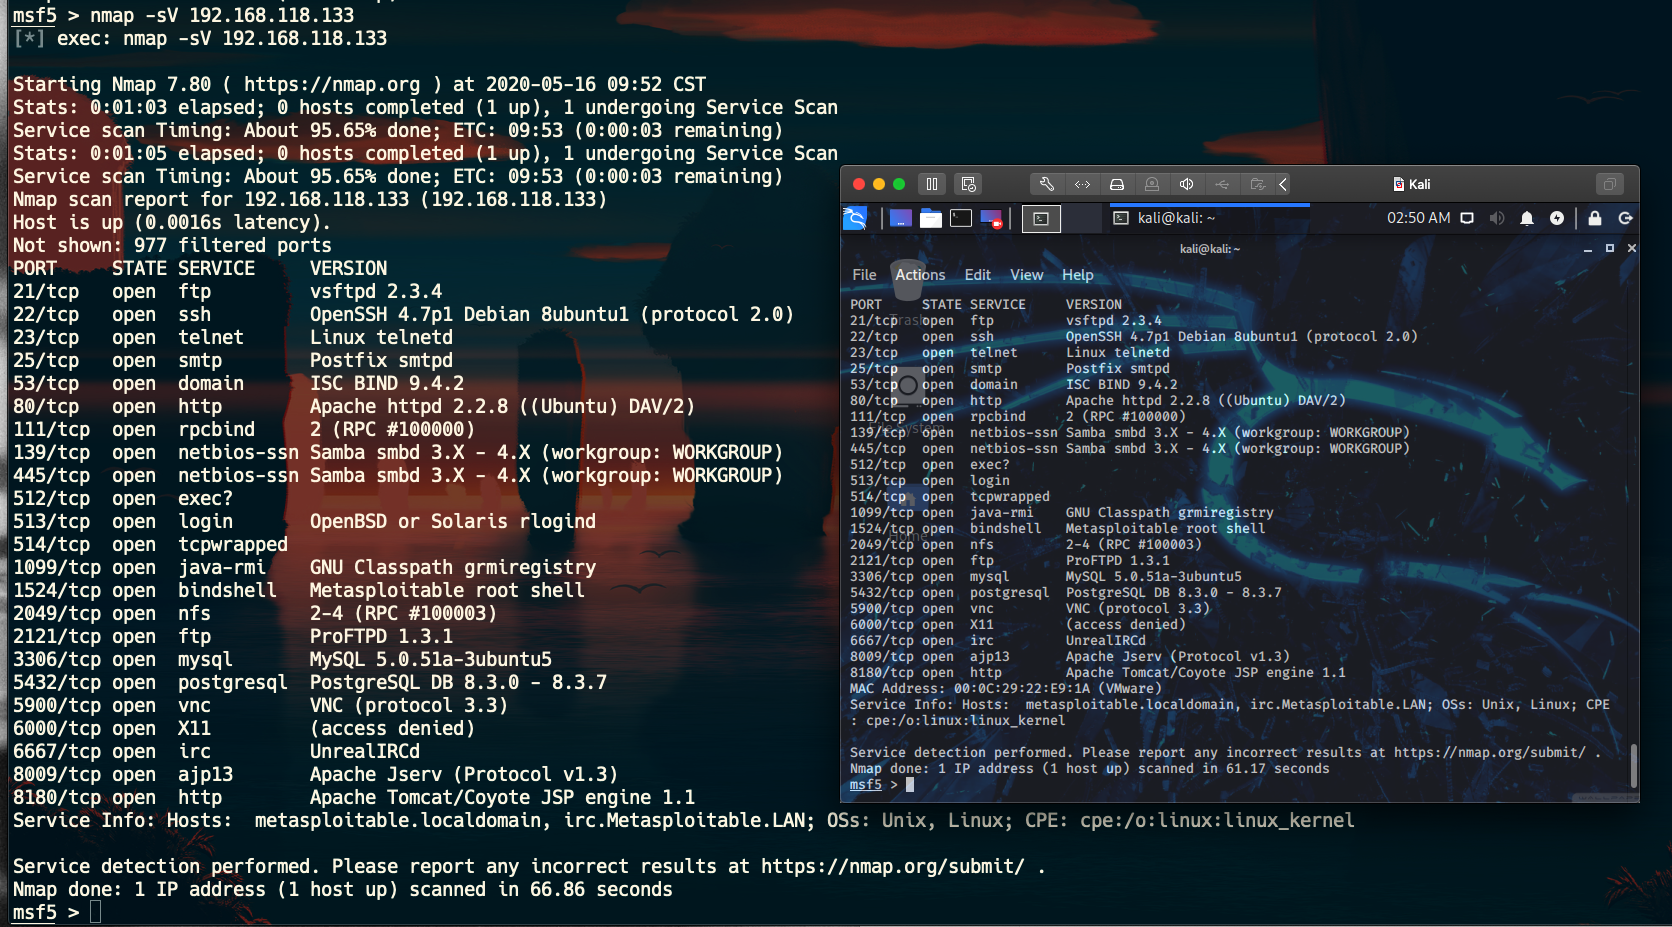 msf5 > nmap -sV 192.168.118.133
[*] exec: nmap -sV 192.168.118.133
Starting Nmap 7.80 ( https://nmap.org ) at 2020-05-16 09:52 CST
Stats: 0:01:03 elapsed; 0 hosts completed (1 up), 1 undergoing Service Scan
Service scan Timing: About 95.65% done; ETC: 09:53 (0:00:03 remaining)
Stats: 0:01:05 elapsed; 0 hosts completed (1 up), 1 undergoing Service Scan
Service scan Timing: About 95.65% done; ETC: 09:53 (0:00:03 remaining)
Nmap scan report for 192.168.118.133 (192.168.118.133)
Host is up (0.0016s latency).
Not shown: 977 filtered ports
PORT STATE SERVICE VERSION
21/tcp open ftp vsftpd 2.3.4
22/tcp open ssh OpenSSH 4.7p1 Debian 8ubuntu1 (protocol 2.0)
23/tcp open telnet Linux telnetd
25/tcp open smtp Postfix smtpd
53/tcp open domain ISC BIND 9.4.2
80/tcp open http Apache httpd 2.2.8 ((Ubuntu) DAV/2)
111/tcp open rpcbind 2 (RPC #100000)
139/tcp open netbios-ssn Samba smbd 3.X - 4.X (workgroup: WORKGROUP)
445/tcp open netbios-ssn Samba smbd 3.X - 4.X (workgroup: WORKGROUP)
512/tcp open exec?
513/tcp open login OpenBSD or Solaris rlogind
514/tcp open tcpwrapped
1099/tcp open java-rmi GNU Classpath grmiregistry
1524/tcp open bindshell Metasploitable root shell
2049/tcp open nfs 2-4 (RPC #100003)
2121/tcp open ftp ProFTPD 1.3.1
3306/tcp open mysql MySQL 5.0.51a-3ubuntu5
5432/tcp open postgresql PostgreSQL DB 8.3.0 - 8.3.7
5900/tcp open vnc VNC (protocol 3.3)
6000/tcp open X11 (access denied)
6667/tcp open irc UnrealIRCd
8009/tcp open ajp13 Apache Jserv (Protocol v1.3)
8180/tcp open http Apache Tomcat/Coyote JSP engine 1.1
Service Info: Hosts: metasploitable.localdomain, irc.Metasploitable.LAN; OSs: Unix, Linux; CPE: cpe:/o:linux:linux_kernel
Service detection performed. Please report any incorrect results at https://nmap.org/submit/ .
Nmap done: 1 IP address (1 host up) scanned in 66.86 seconds
msf5 >
Kali
kali@kali: ~ 02:50 AM
kali@kali: ~
File Actions Edit View Help
PORT STATE SERVICE VERSION
21/tcp open ftp vsftpd 2.3.4
22/tcp open ssh OpenSSH 4.7p1 Debian 8ubuntu1 (protocol 2.0)
23/tcp open telnet Linux telnetd
25/tcp open smtp Postfix smtpd
53/tcp open domain ISC BIND 9.4.2
80/tcp open http Apache httpd 2.2.8 ((Ubuntu) DAV/2)
111/tcp open rpcbind 2 (RPC #100000)
139/tcp open netbios-ssn Samba smbd 3.X - 4.X (workgroup: WORKGROUP)
445/tcp open netbios-ssn Samba smbd 3.X - 4.X (workgroup: WORKGROUP)
512/tcp open exec?
513/tcp open login
514/tcp open tcpwrapped
1099/tcp open java-rmi GNU Classpath grmiregistry
1524/tcp open bindshell Metasploitable root shell
2049/tcp open nfs 2-4 (RPC #100003)
2121/tcp open ftp ProFTPD 1.3.1
3306/tcp open mysql MySQL 5.0.51a-3ubuntu5
5432/tcp open postgresql PostgreSQL DB 8.3.0 - 8.3.7
5900/tcp open vnc VNC (protocol 3.3)
6000/tcp open X11 (access denied)
6667/tcp open irc UnrealIRCd
8009/tcp open ajp13 Apache Jserv (Protocol v1.3)
8180/tcp open http Apache Tomcat/Coyote JSP engine 1.1
MAC Address: 00:0C:29:22:E9:1A (VMware)
Service Info: Hosts: metasploitable.localdomain, irc.Metasploitable.LAN; OSs: Unix, Linux; CPE
: cpe:/o:linux:linux_kernel
Service detection performed. Please report any incorrect results at https://nmap.org/submit/ .
Nmap done: 1 IP address (1 host up) scanned in 61.17 seconds
msf5 >
Trash
File System
Home